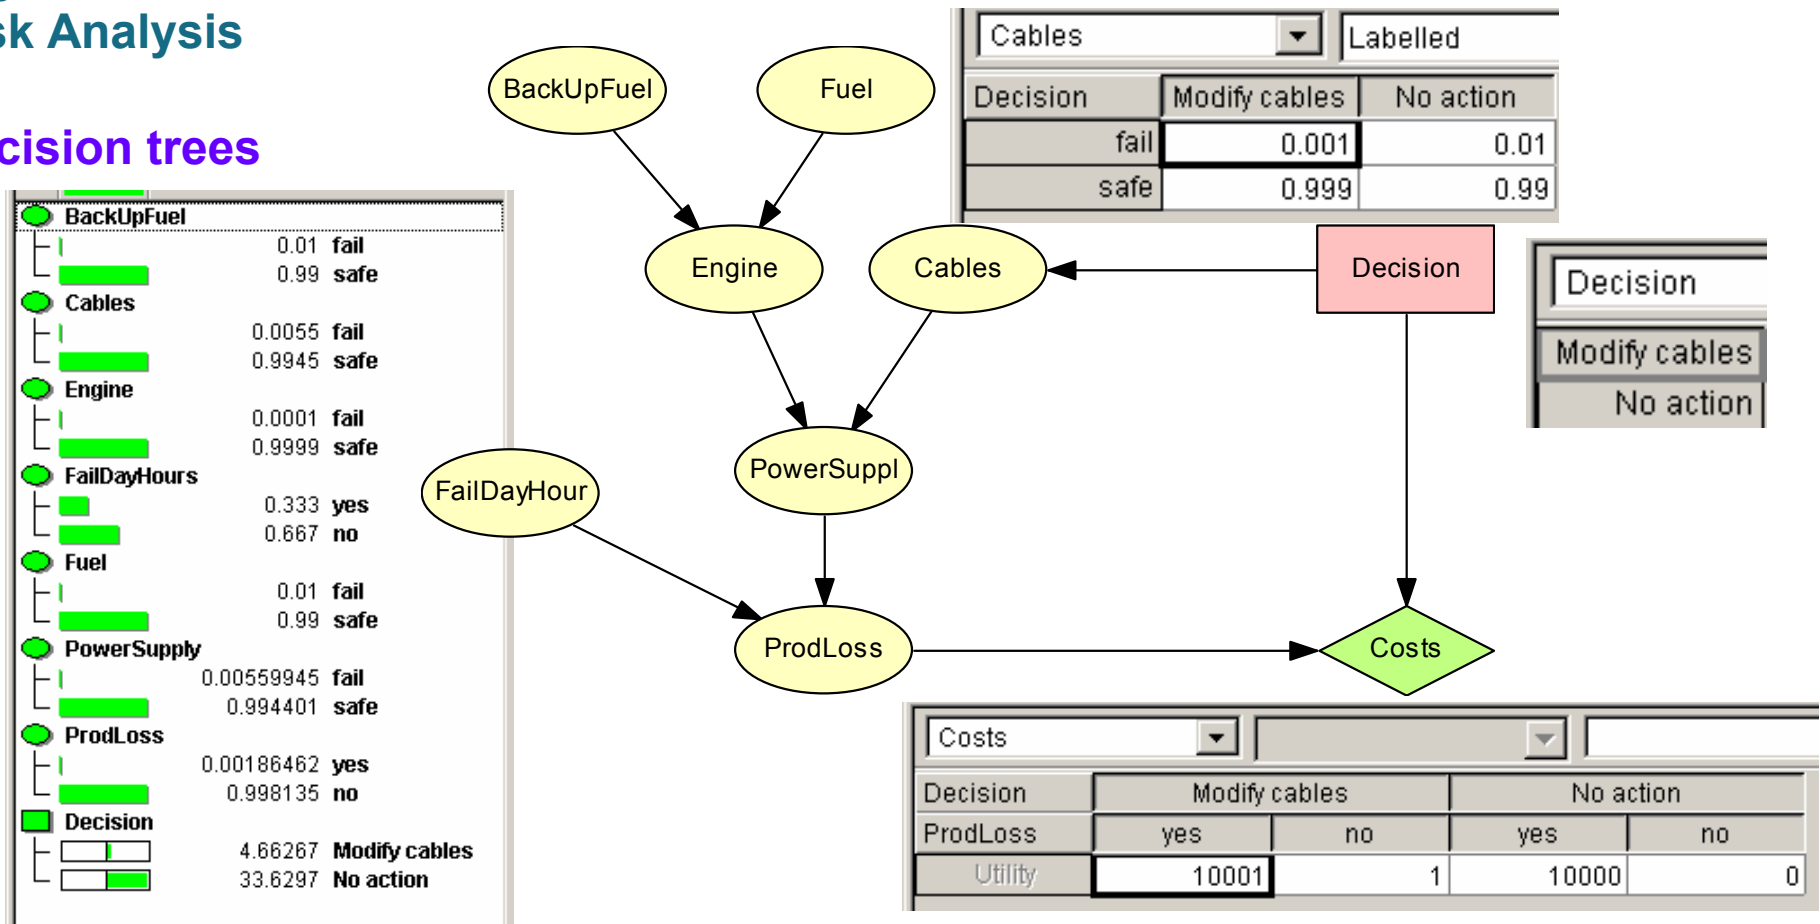 sk Analysis
cision trees
BackUpFuel
0.01 fail
0.99 safe
Cables
0.0055 fail
0.9945 safe
Engine
0.0001 fail
0.9999 safe
FailDayHours
0.333 yes
0.667 no
Fuel
0.01 fail
0.99 safe
PowerSupply
0.00559945 fail
0.994401 safe
ProdLoss
0.00186462 yes
0.998135 no
Decision
4.66267 Modify cables
33.6297 No action
BackUpFuel
Fuel
Engine
Cables
Decision
PowerSuppl
FailDayHour
ProdLoss
Costs
Cables Labelled
Decision Modify cables No action
fail 0.001 0.01
safe 0.999 0.99
Decision
Modify cables
No action
Costs
Decision Modify cables No action
ProdLoss yes no yes no
Utility 10001 1 10000 0